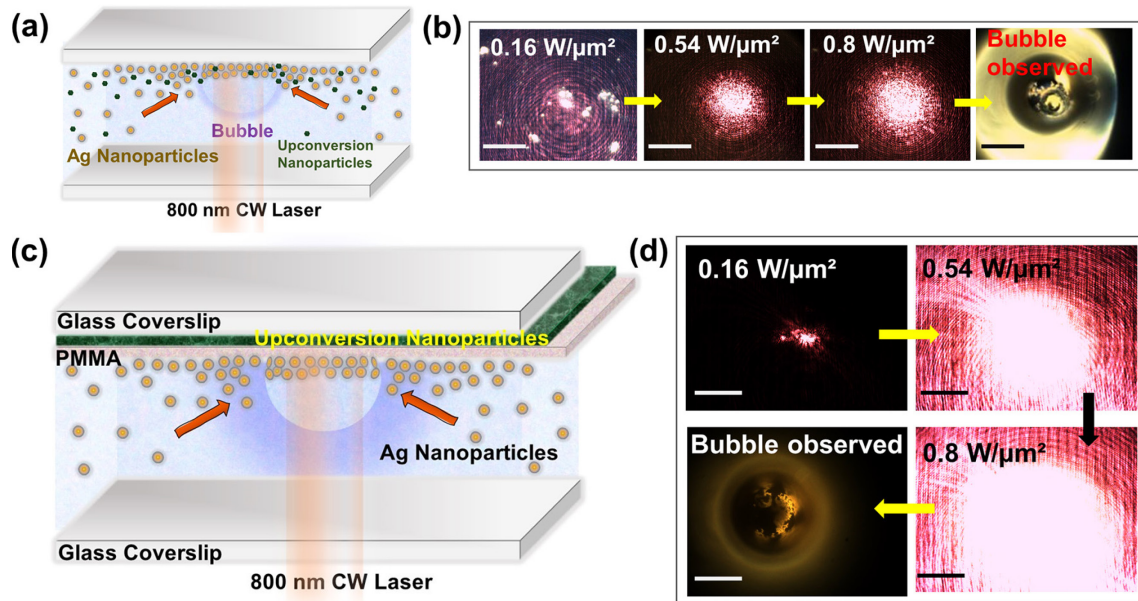 (a)
Bubble
Ag Nanoparticles
Upconversion
Nanoparticles
800 nm CW Laser
(b)
0.16 W/µm²
0.54 W/µm²
0.8 W/µm²
Bubble
observed
(c)
Glass Coverslip
Upconversion Nanoparticles
PMMA
Ag Nanoparticles
Glass Coverslip
800 nm CW Laser
(d)
0.16 W/µm²
0.54 W/µm²
Bubble observed
0.8 W/µm²